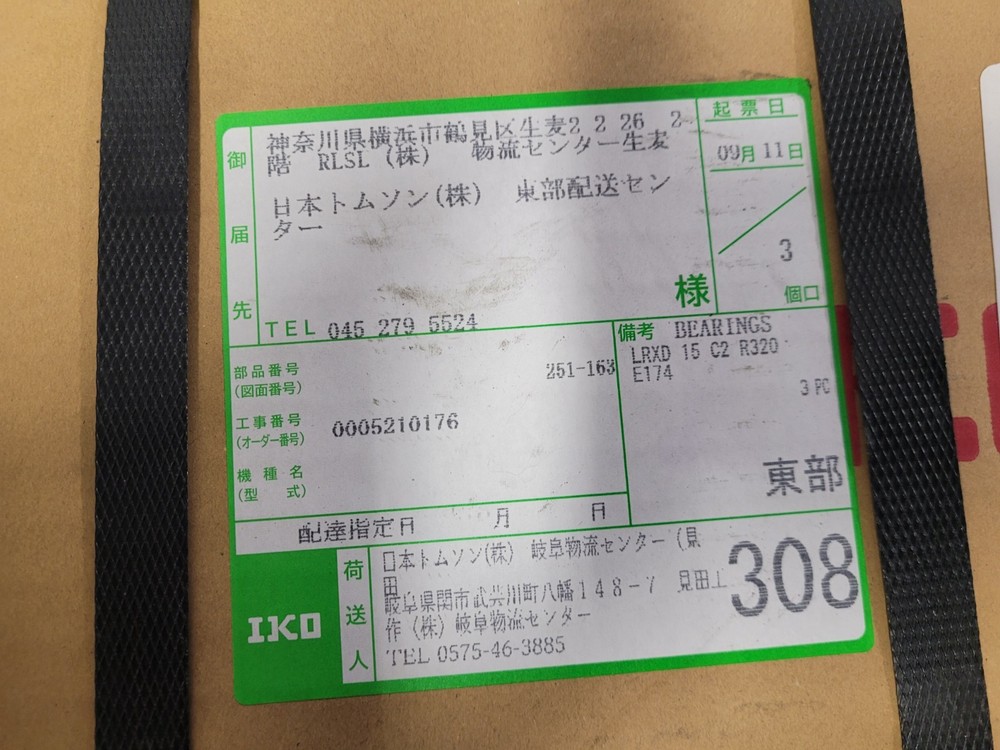 御届先
神奈川県横浜市鶴見区生麦2 2 26 2
階 RLSL (株) 物流センター生麦
日本トムソン(株) 東部配送セン
ター
様
TEL 045 279 5524
起票日
09月11日
3
個口
部品番号
(図面番号)
251-163
工事番号
(オーダー番号)
0005210176
機種名
(型 式)
備考 BEARINGS
LRXD 15 C2 R320
E174
3 PC
東部
配達指定日 月 日
IKO
荷送人
日本トムソン(株) 岐阜物流センター (見
田
岐阜県関市武芸川町八幡148-7 見田工
作 (株) 岐阜物流センター
TEL 0575-46-3885
308